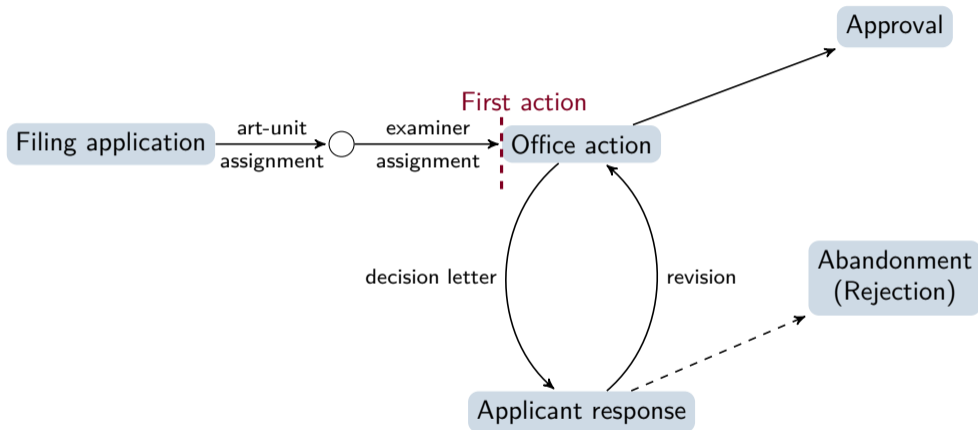 Approval
First action
Filing application
art-unit
assignment
examiner
assignment
Office action
decision letter
revision
Abandonment
(Rejection)
Applicant response